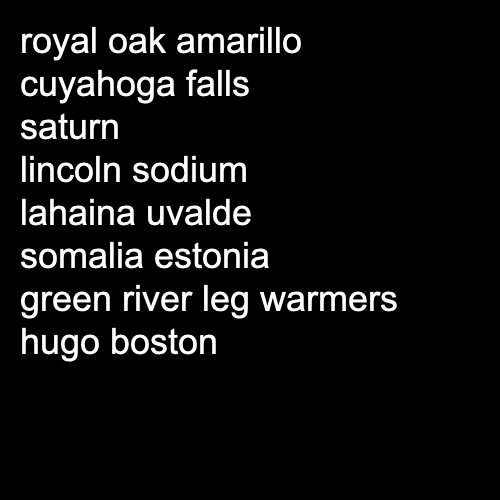 royal oak amarillo
cuyahoga falls
saturn
lincoln sodium
lahaina uvalde
somalia estonia
green river leg warmers
hugo boston